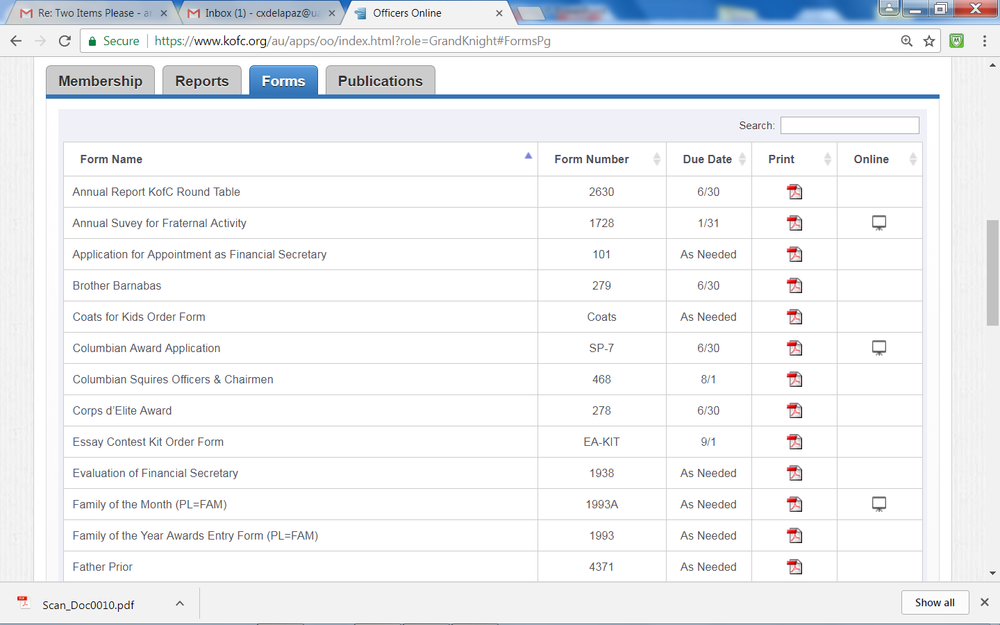 Re: Two Items Please - ar
Inbox (1) - cxdelapaz@ua
Officers Online
Secure https://www.kofc.org/au/apps/oo/index.html?role=GrandKnight#FormsPg
Membership Reports Forms Publications
Search:
Form Name Form Number Due Date Print Online
Annual Report KofC Round Table 2630 6/30
Annual Suvey for Fraternal Activity 1728 1/31
Application for Appointment as Financial Secretary 101 As Needed
Brother Barnabas 279 6/30
Coats for Kids Order Form Coats As Needed
Columbian Award Application SP-7 6/30
Columbian Squires Officers & Chairmen 468 8/1
Corps d’Elite Award 278 6/30
Essay Contest Kit Order Form EA-KIT 9/1
Evaluation of Financial Secretary 1938 As Needed
Family of the Month (PL=FAM) 1993A As Needed
Family of the Year Awards Entry Form (PL=FAM) 1993 As Needed
Father Prior 4371 As Needed
Scan_Doc0010.pdf Show all